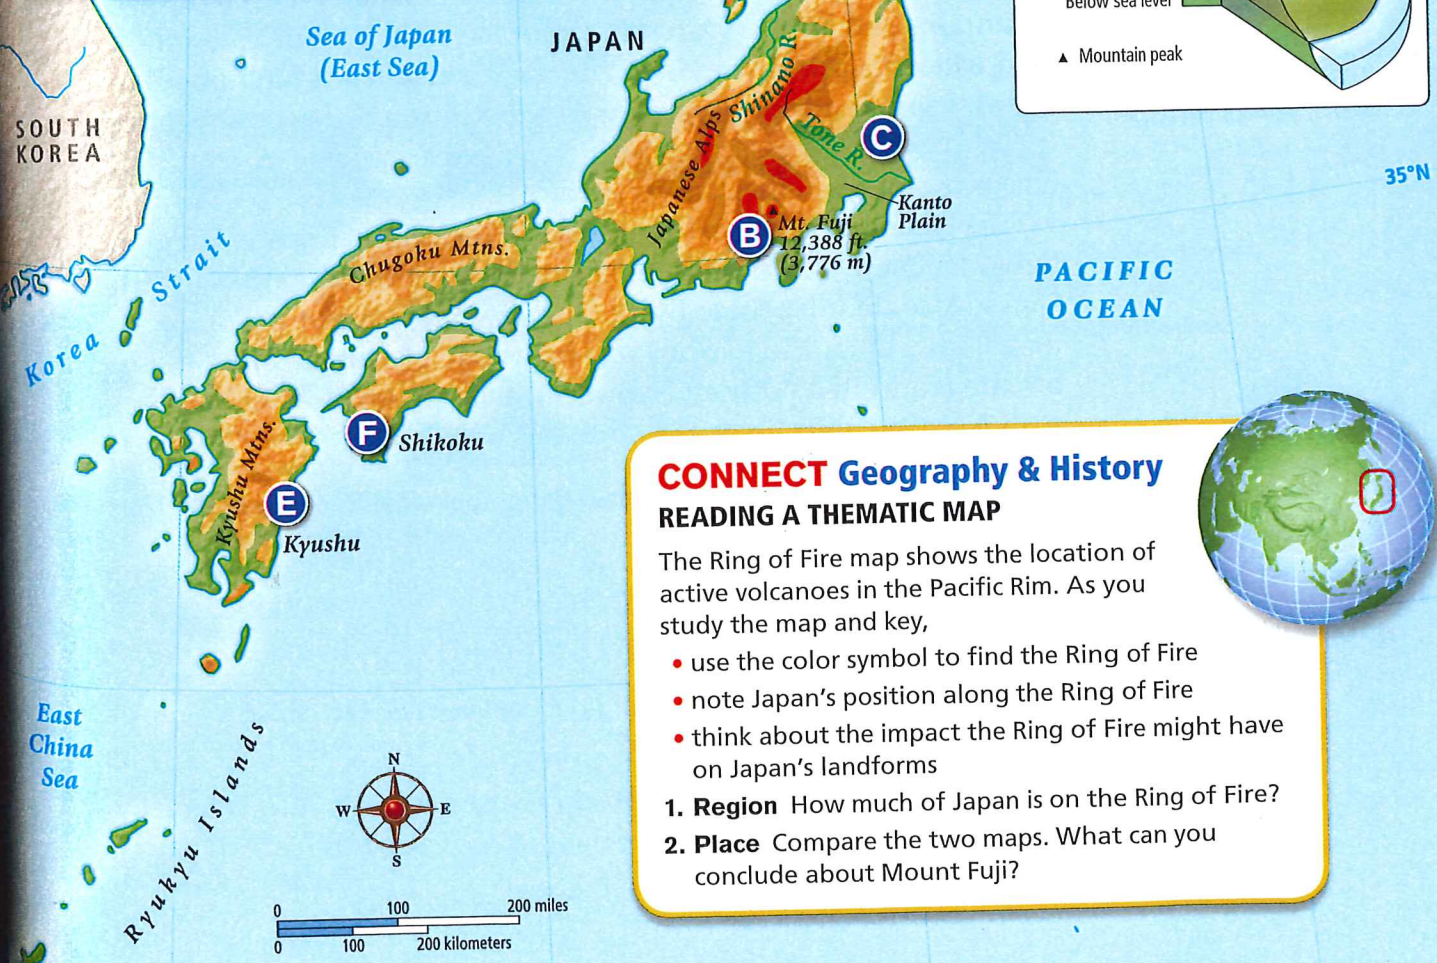 Below sea level
▲ Mountain peak
Sea of Japan
(East Sea)
JAPAN
SOUTH
KOREA
Shinano R.
Japanese Alps
Tone R.
C
35°N
Kanto
Plain
B
Mt. Fuji
12,388 ft.
(3,776 m)
Chugoku Mtns.
Korea Strait
PACIFIC
OCEAN
F
Shikoku
Kyushu Mtns.
E
Kyushu
East
China
Sea
Ryukyu Islands
N
W
E
S
0 100 200 miles
0 100 200 kilometers
CONNECT Geography & History
READING A THEMATIC MAP
The Ring of Fire map shows the location of
active volcanoes in the Pacific Rim. As you
study the map and key,
• use the color symbol to find the Ring of Fire
• note Japan's position along the Ring of Fire
• think about the impact the Ring of Fire might have
on Japan's landforms
1. Region How much of Japan is on the Ring of Fire?
2. Place Compare the two maps. What can you
conclude about Mount Fuji?